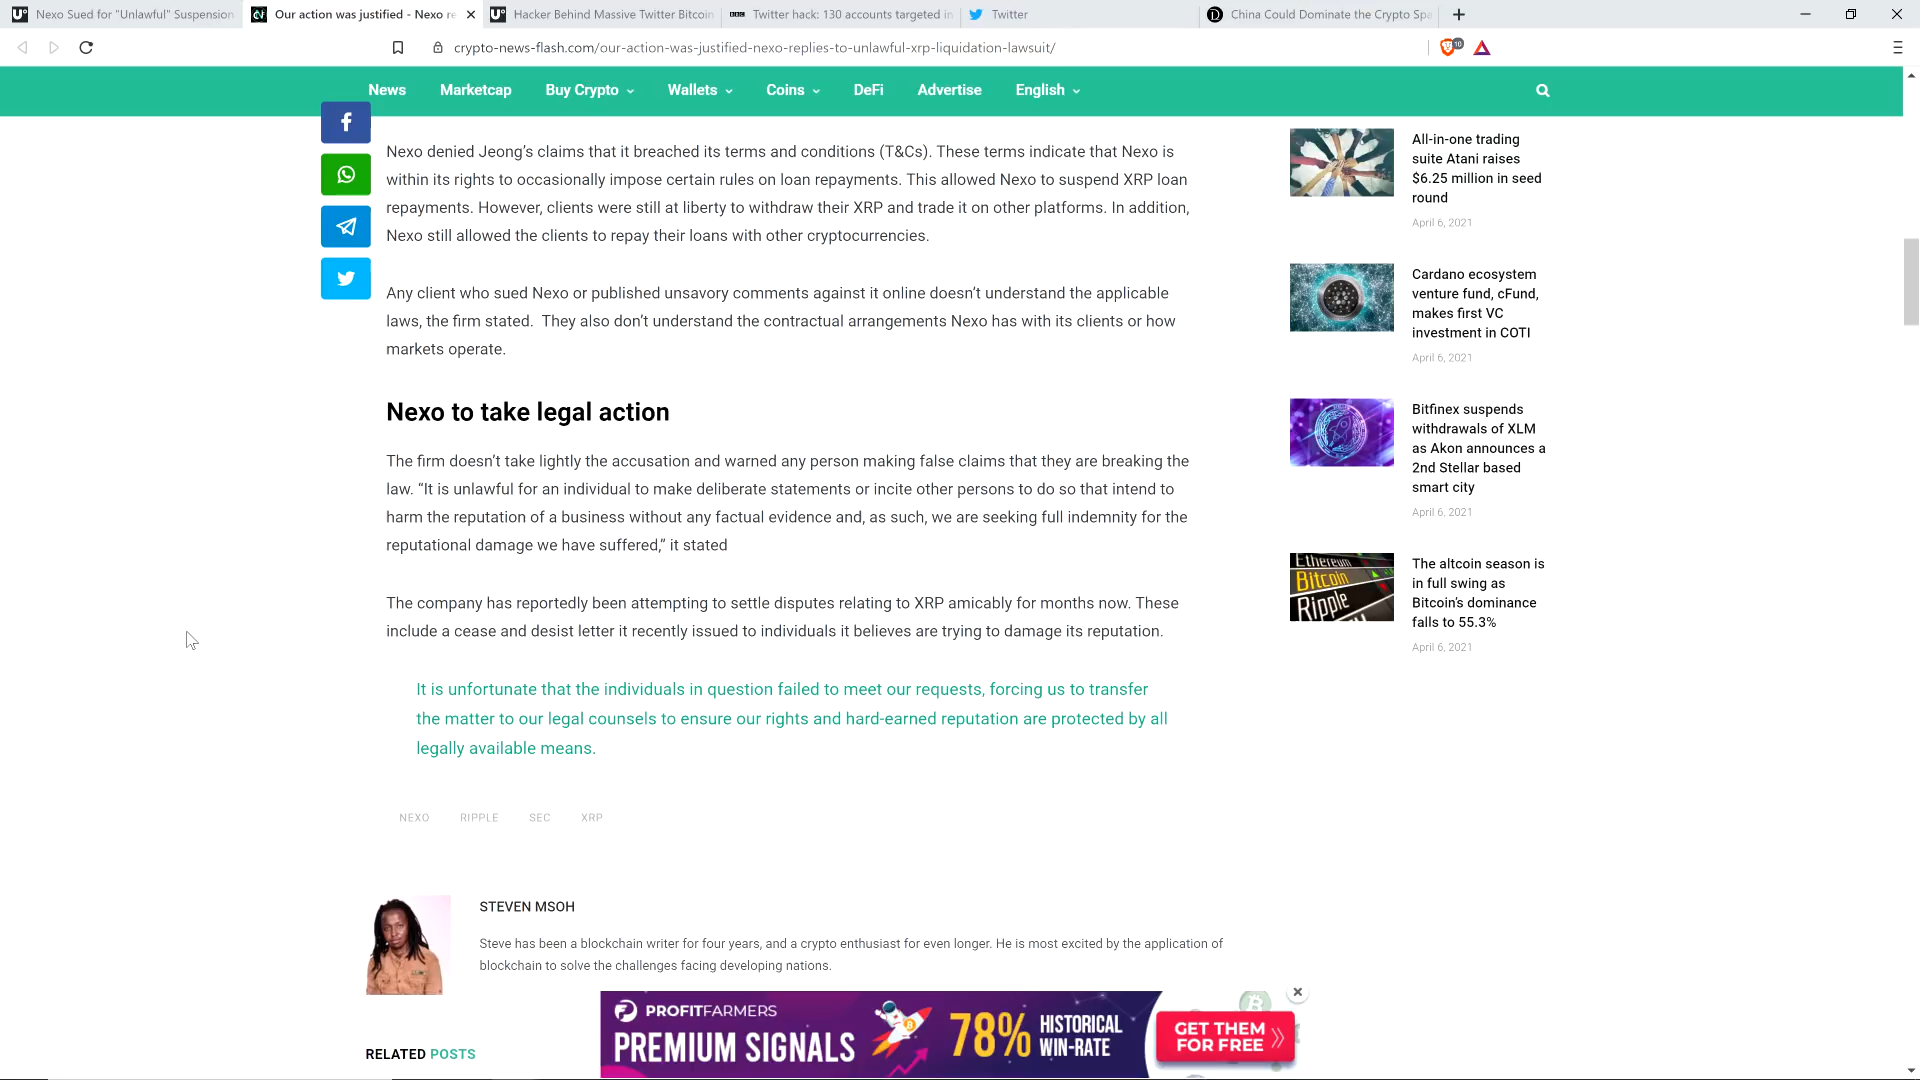 Nexo Sued for "Unlawful" Suspension
Our action was justified - Nexo re
Hacker Behind Massive Twitter Bitcoin
BBC
Twitter hack: 130 accounts targeted in
Twitter
China Could Dominate the Crypto Spa
crypto-news-flash.com/our-action-was-justified-nexo-replies-to-unlawful-xrp-liquidation-lawsuit/
10
News
Marketcap
Buy Crypto
Wallets
Coins
DeFi
Advertise
English
Nexo denied Jeong’s claims that it breached its terms and conditions (T&Cs). These terms indicate that Nexo is
within its rights to occasionally impose certain rules on loan repayments. This allowed Nexo to suspend XRP loan
repayments. However, clients were still at liberty to withdraw their XRP and trade it on other platforms. In addition,
Nexo still allowed the clients to repay their loans with other cryptocurrencies.
Any client who sued Nexo or published unsavory comments against it online doesn’t understand the applicable
laws, the firm stated.  They also don’t understand the contractual arrangements Nexo has with its clients or how
markets operate.
Nexo to take legal action
The firm doesn’t take lightly the accusation and warned any person making false claims that they are breaking the
law. “It is unlawful for an individual to make deliberate statements or incite other persons to do so that intend to
harm the reputation of a business without any factual evidence and, as such, we are seeking full indemnity for the
reputational damage we have suffered,” it stated
The company has reportedly been attempting to settle disputes relating to XRP amicably for months now. These
include a cease and desist letter it recently issued to individuals it believes are trying to damage its reputation.
It is unfortunate that the individuals in question failed to meet our requests, forcing us to transfer
the matter to our legal counsels to ensure our rights and hard-earned reputation are protected by all
legally available means.
NEXO
RIPPLE
SEC
XRP
STEVEN MSOH
Steve has been a blockchain writer for four years, and a crypto enthusiast for even longer. He is most excited by the application of
blockchain to solve the challenges facing developing nations.
RELATED POSTS
All-in-one trading
suite Atani raises
$6.25 million in seed
round
April 6, 2021
Cardano ecosystem
venture fund, cFund,
makes first VC
investment in COTI
April 6, 2021
Bitfinex suspends
withdrawals of XLM
as Akon announces a
2nd Stellar based
smart city
April 6, 2021
Ethereum
Bitcoin
Ripple
The altcoin season is
in full swing as
Bitcoin’s dominance
falls to 55.3%
April 6, 2021
PROFITFARMERS
PREMIUM SIGNALS
78%
HISTORICAL
WIN-RATE
GET THEM
FOR FREE